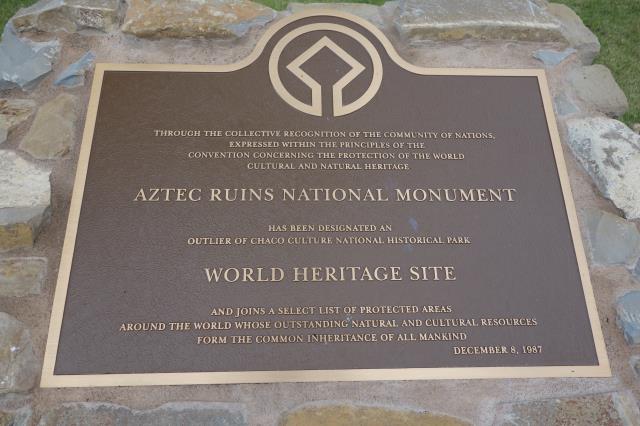 THROUGH THE COLLECTIVE RECOGNITION OF THE COMMUNITY OF NATIONS,
EXPRESSED WITHIN THE PRINCIPLES OF THE
CONVENTION CONCERNING THE PROTECTION OF THE WORLD
CULTURAL AND NATURAL HERITAGE
AZTEC RUINS NATIONAL MONUMENT
HAS BEEN DESIGNATED AN
OUTLIER OF CHACO CULTURE NATIONAL HISTORICAL PARK
WORLD HERITAGE SITE
AND JOINS A SELECT LIST OF PROTECTED AREAS
AROUND THE WORLD WHOSE OUTSTANDING NATURAL AND CULTURAL RESOURCES
FORM THE COMMON INHERITANCE OF ALL MANKIND
DECEMBER 8, 1987